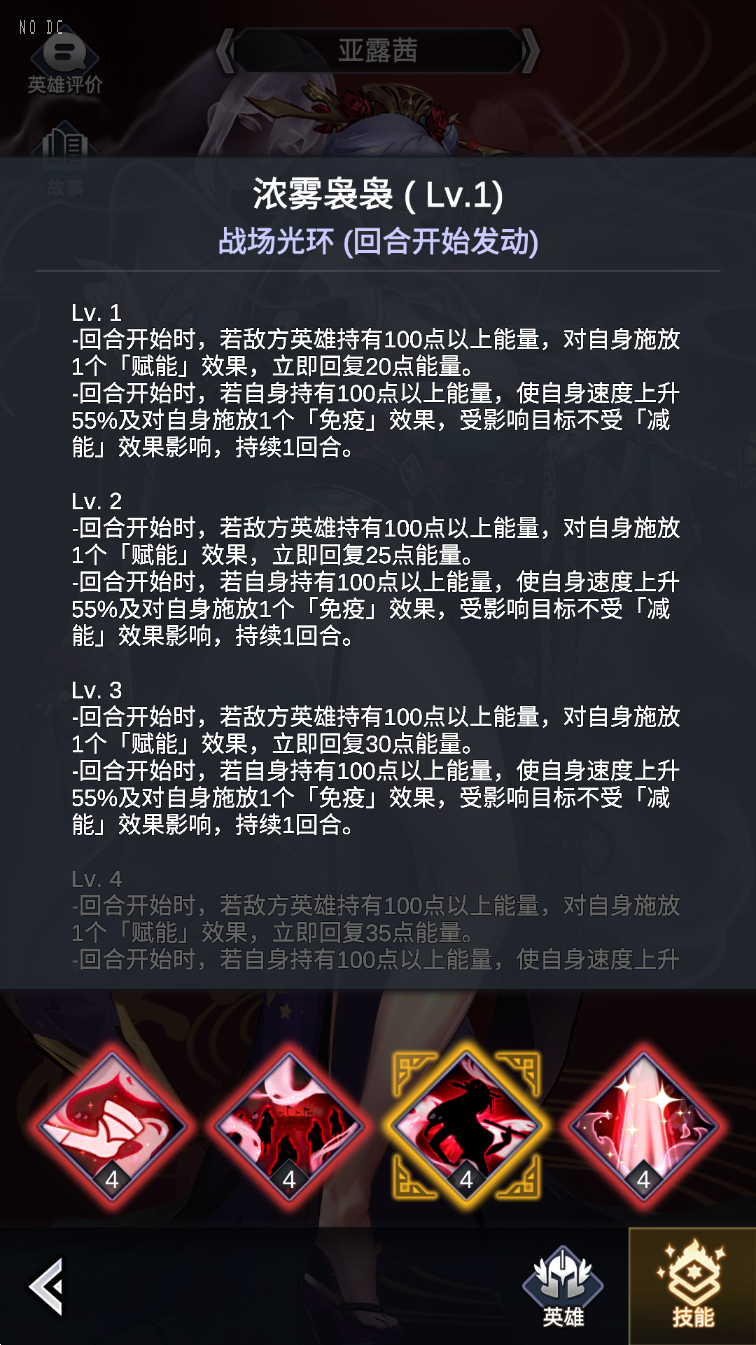 NO DC
亚露茜
英雄评价
故事
浓雾袅袅 ( Lv.1)
战场光环 (回合开始发动)
Lv. 1
-回合开始时，若敌方英雄持有100点以上能量，对自身施放
1个「赋能」效果，立即回复20点能量。
-回合开始时，若自身持有100点以上能量，使自身速度上升
55%及对自身施放1个「免疫」效果，受影响目标不受「减
能」效果影响，持续1回合。
Lv. 2
-回合开始时，若敌方英雄持有100点以上能量，对自身施放
1个「赋能」效果，立即回复25点能量。
-回合开始时，若自身持有100点以上能量，使自身速度上升
55%及对自身施放1个「免疫」效果，受影响目标不受「减
能」效果影响，持续1回合。
Lv. 3
-回合开始时，若敌方英雄持有100点以上能量，对自身施放
1个「赋能」效果，立即回复30点能量。
-回合开始时，若自身持有100点以上能量，使自身速度上升
55%及对自身施放1个「免疫」效果，受影响目标不受「减
能」效果影响，持续1回合。
Lv. 4
-回合开始时，若敌方英雄持有100点以上能量，对自身施放
1个「赋能」效果，立即回复35点能量。
-回合开始时，若自身持有100点以上能量，使自身速度上升
4
4
4
4
英雄
技能